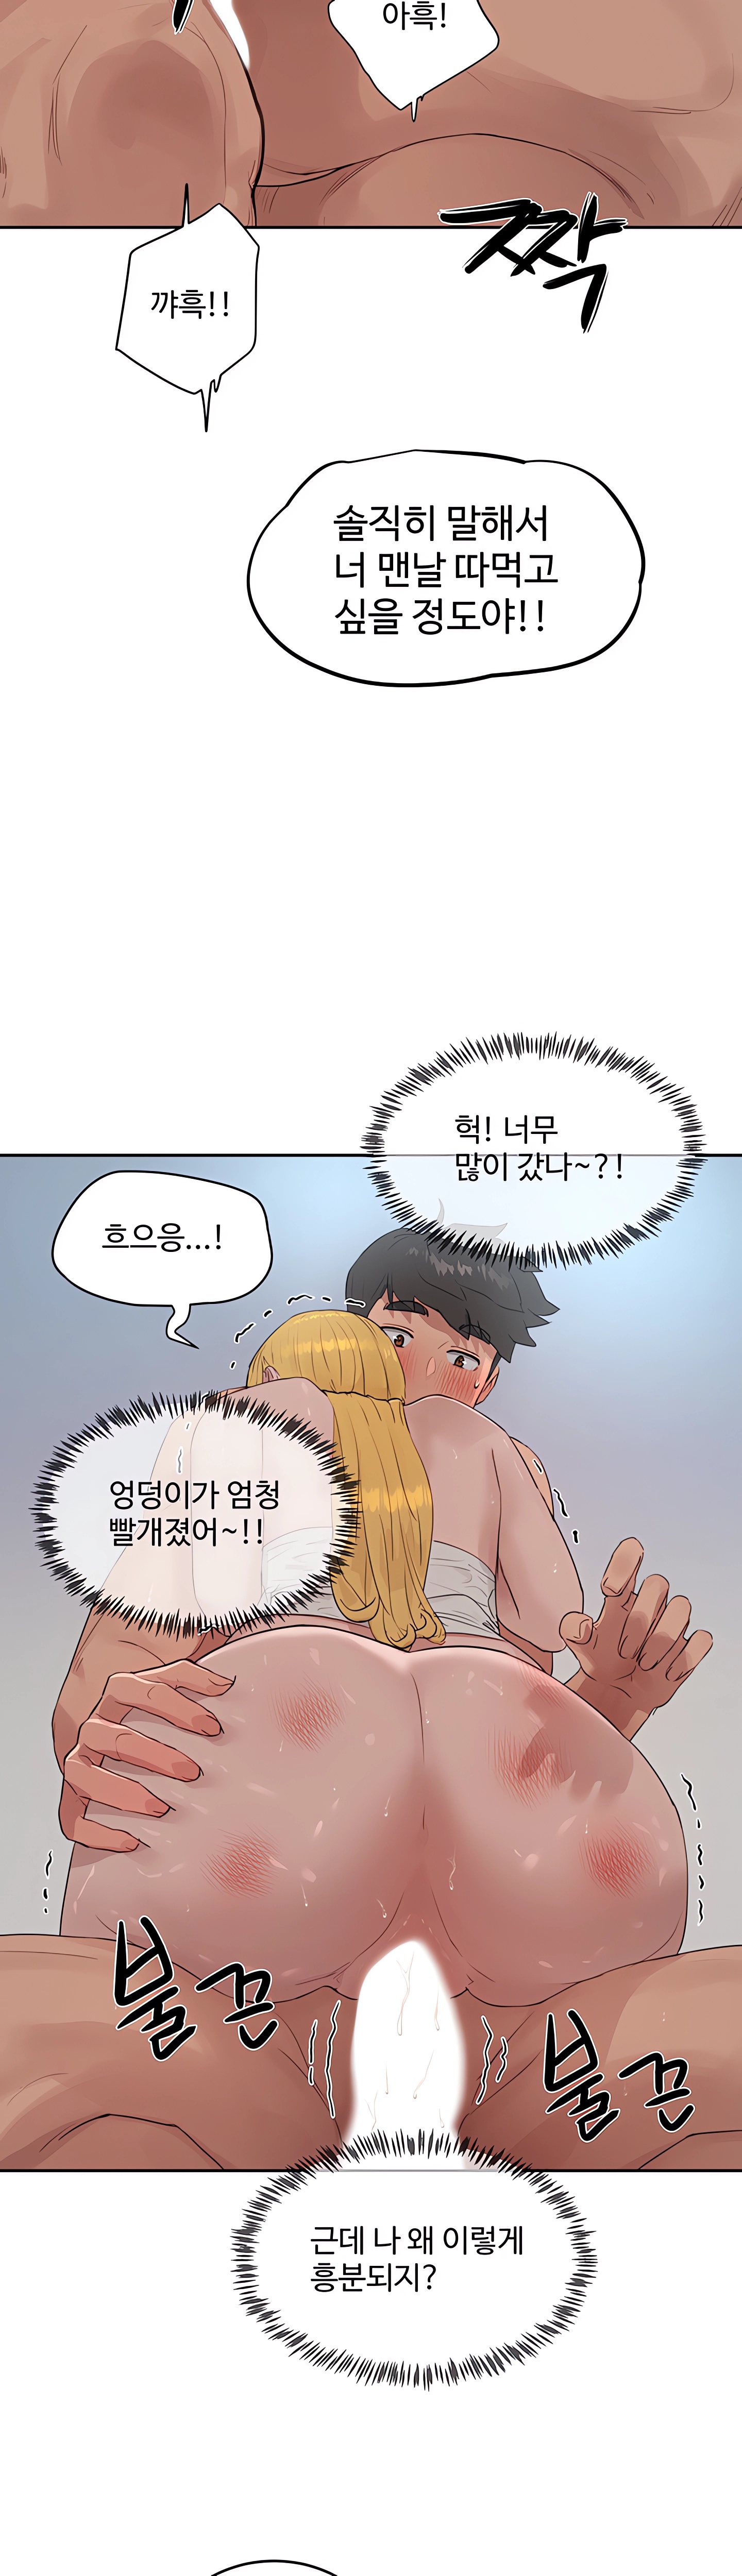 아흑!
짝
꺄흑!!
솔직히 말해서
너 맨날 따먹고
싶을 정도야!!
헉! 너무
많이 갔나~?!
흐으응...!
엉덩이가 엄청
빨개졌어~!!
불끈
불끈
근데 나 왜 이렇게
흥분되지?